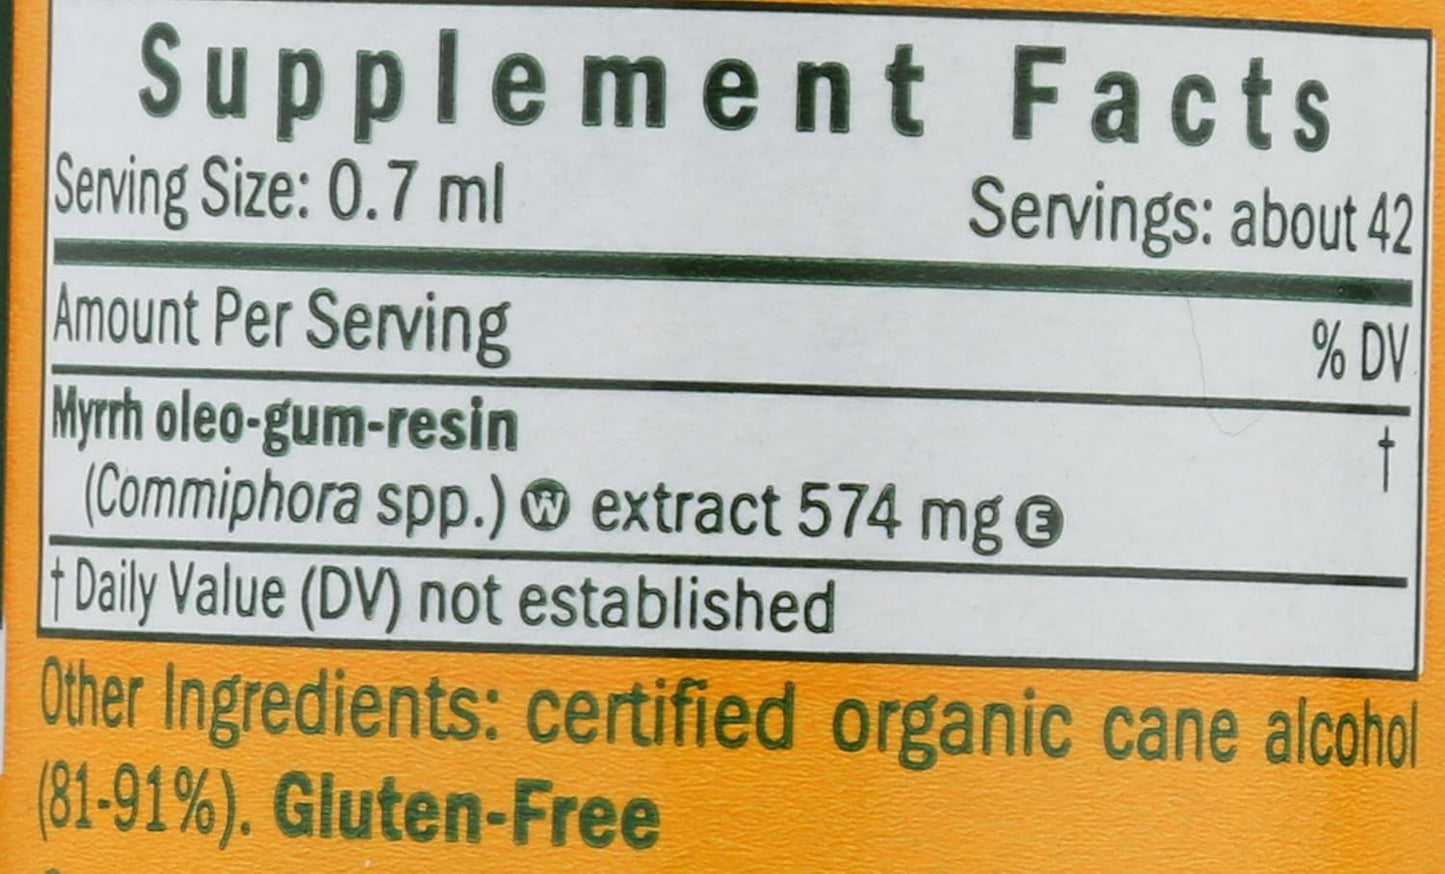 Supplement Facts
Serving Size: 0.7 ml Servings: about 42
Amount Per Serving % DV
Myrrh oleo-gum-resin †
(Commiphora spp.) Ⓦ extract 574 mg Ⓔ
† Daily Value (DV) not established
Other Ingredients: certified organic cane alcohol
(81-91%). Gluten-Free